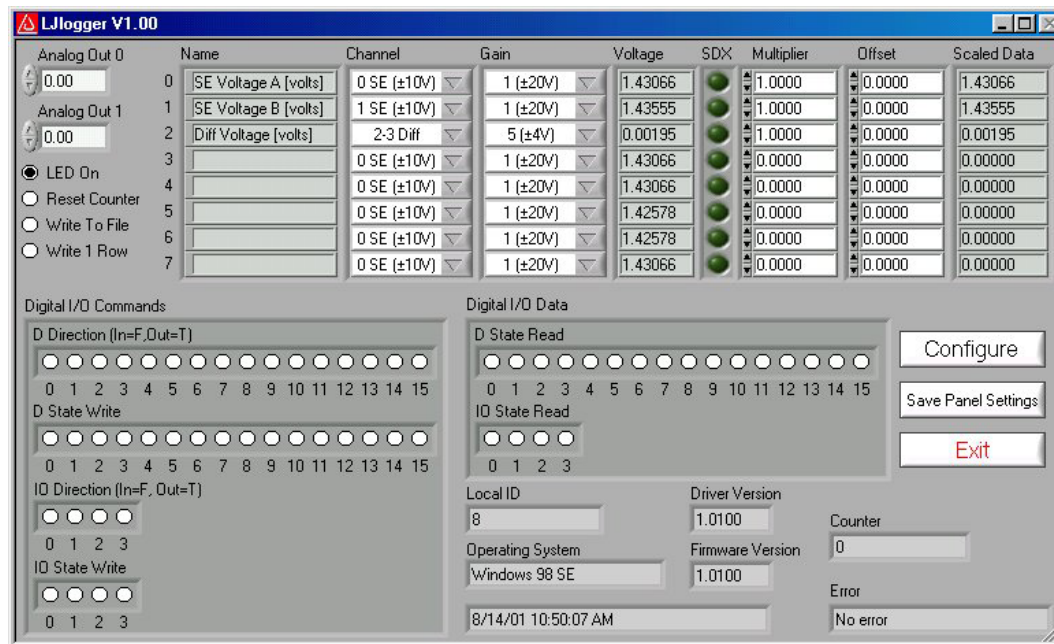 LJlogger V1.00
Analog Out 0
0.00
Analog Out 1
0.00
LED On
Reset Counter
Write To File
Write 1 Row
Name Channel Gain Voltage SDX Multiplier Offset Scaled Data
0 SE Voltage A [volts] 0 SE (±10V) 1 (±20V) 1.43066 1.0000 0.0000 1.43066
1 SE Voltage B [volts] 1 SE (±10V) 1 (±20V) 1.43555 1.0000 0.0000 1.43555
2 Diff Voltage [volts] 2-3 Diff 5 (±4V) 0.00195 1.0000 0.0000 0.00195
3 0 SE (±10V) 1 (±20V) 1.43066 0.0000 0.0000 0.00000
4 0 SE (±10V) 1 (±20V) 1.43066 0.0000 0.0000 0.00000
5 0 SE (±10V) 1 (±20V) 1.42578 0.0000 0.0000 0.00000
6 0 SE (±10V) 1 (±20V) 1.42578 0.0000 0.0000 0.00000
7 0 SE (±10V) 1 (±20V) 1.43066 0.0000 0.0000 0.00000
Digital I/O Commands
D Direction (In=F,Out=T)
0 1 2 3 4 5 6 7 8 9 10 11 12 13 14 15
D State Write
0 1 2 3 4 5 6 7 8 9 10 11 12 13 14 15
IO Direction (In=F, Out=T)
0 1 2 3
IO State Write
0 1 2 3
Digital I/O Data
D State Read
0 1 2 3 4 5 6 7 8 9 10 11 12 13 14 15
IO State Read
0 1 2 3
Configure
Save Panel Settings
Exit
Local ID
8
Driver Version
1.0100
Counter
0
Operating System
Windows 98 SE
Firmware Version
1.0100
Error
No error
8/14/01 10:50:07 AM